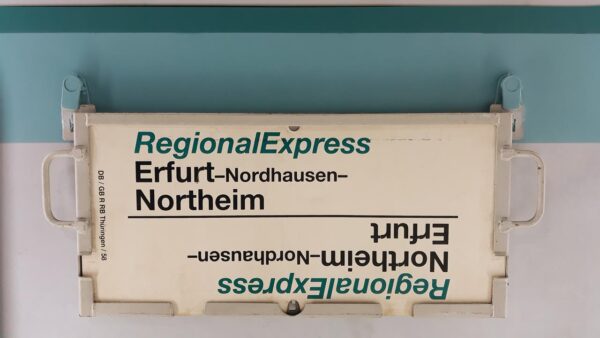 RegionalExpress
Erfurt–Nordhausen–
Northeim
RegionalExpress
Northeim–Nordhausen–
Erfurt
DB / GB R RB Thüringen / 58